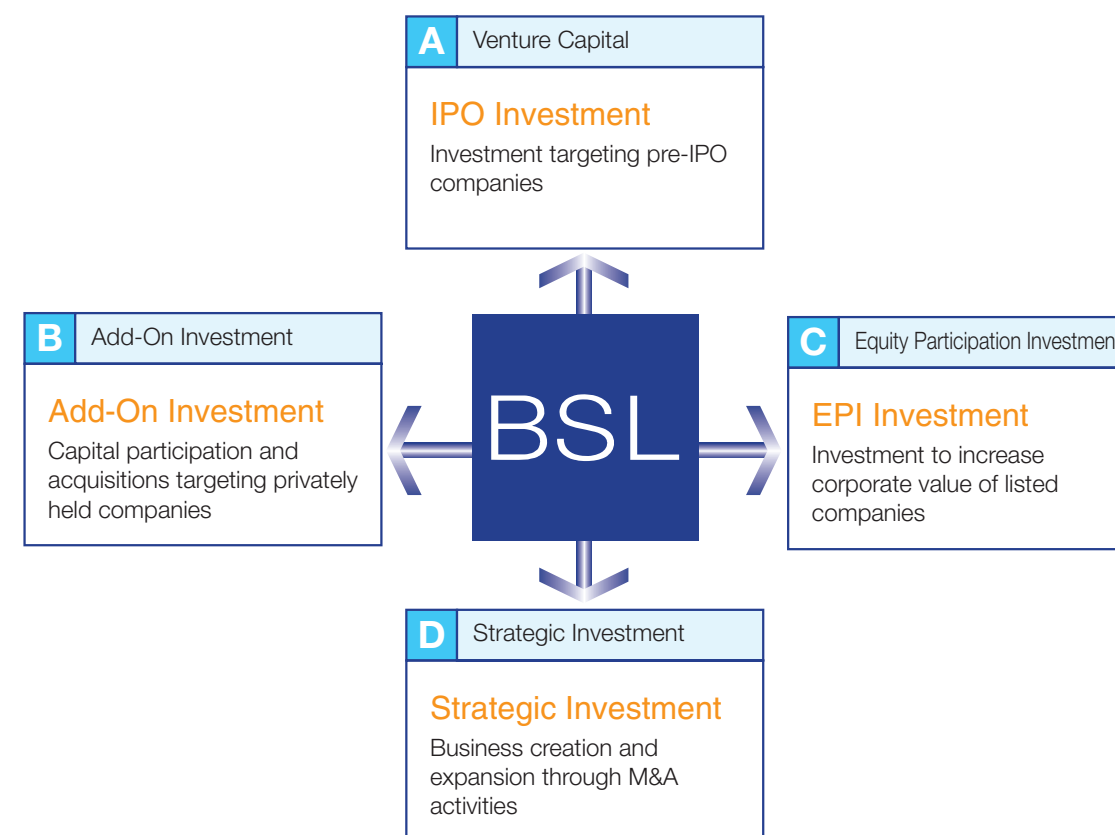 A Venture Capital
IPO Investment
Investment targeting pre-IPO
companies
B Add-On Investment
Add-On Investment
Capital participation and
acquisitions targeting privately
held companies
BSL
C Equity Participation Investmen
EPI Investment
Investment to increase
corporate value of listed
companies
D Strategic Investment
Strategic Investment
Business creation and
expansion through M&A
activities